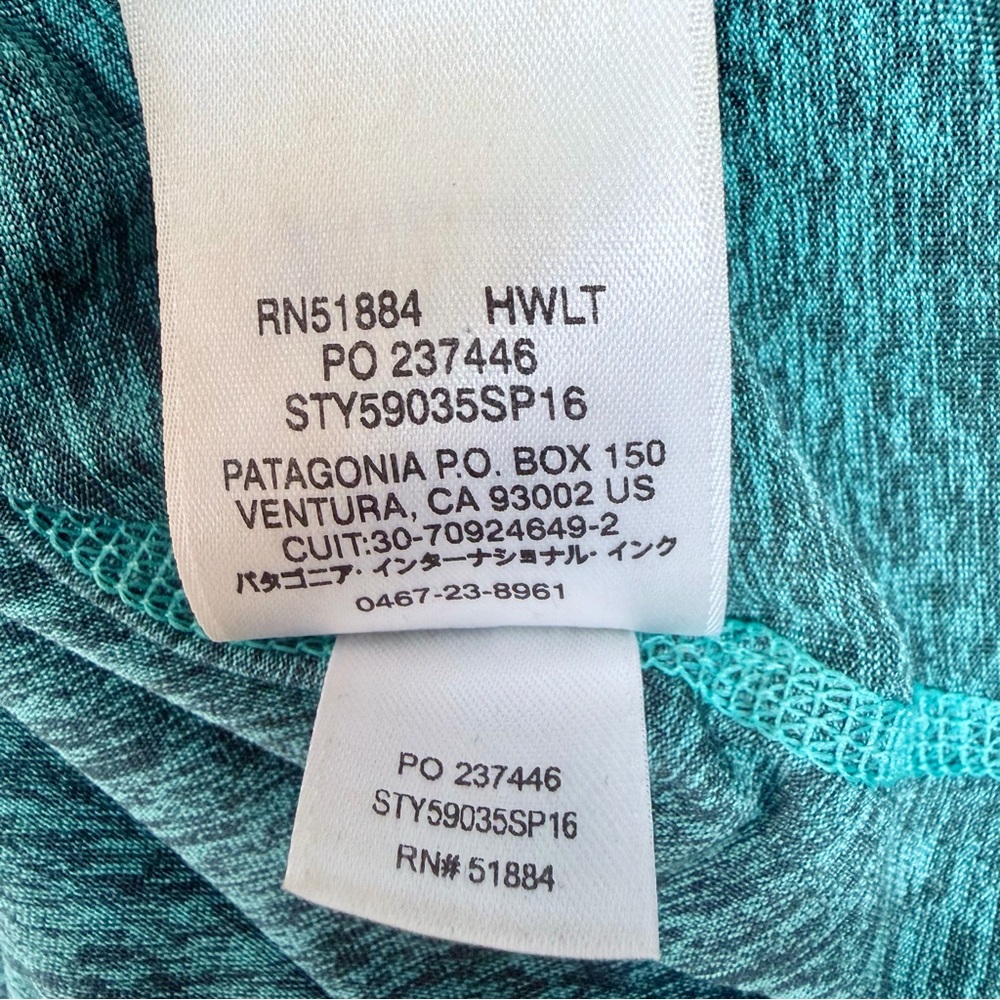 RN51884 HWLT
PO 237446
STY59035SP16
PATAGONIA P.O. BOX 150
VENTURA, CA 93002 US
CUIT:30-70924649-2
パタゴニア・インターナショナル・インク
0467-23-8961
PO 237446
STY59035SP16
RN# 51884